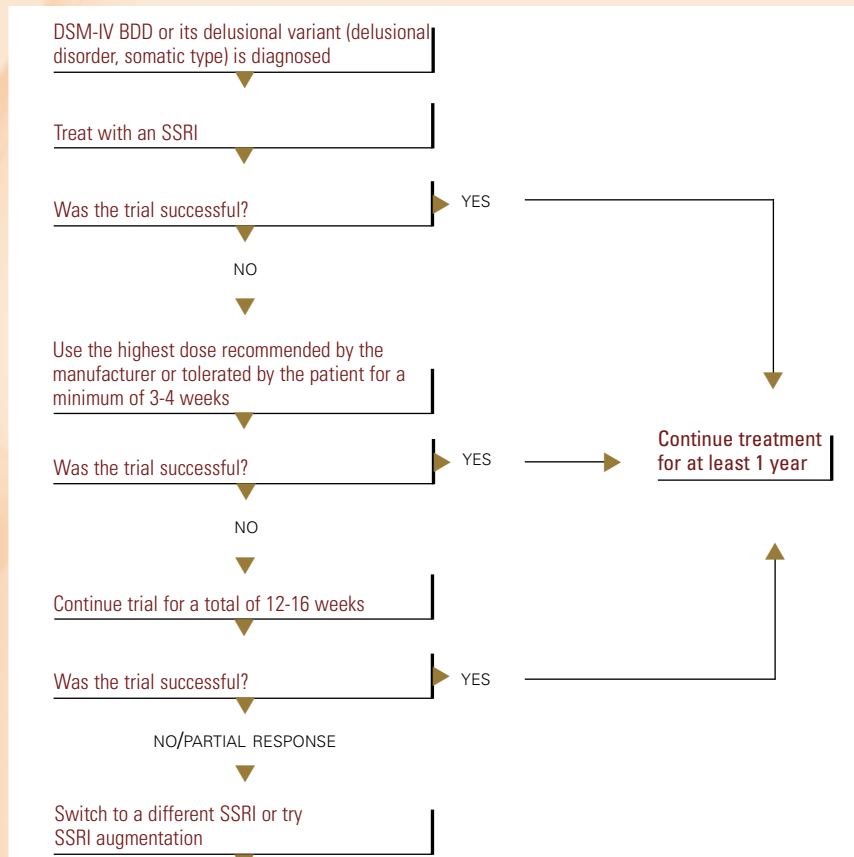 DSM-IV BDD or its delusional variant (delusional
disorder, somatic type) is diagnosed
Treat with an SSRI
Was the trial successful?
YES
NO
Use the highest dose recommended by the
manufacturer or tolerated by the patient for a
minimum of 3-4 weeks
Was the trial successful?
YES
Continue treatment
for at least 1 year
NO
Continue trial for a total of 12-16 weeks
Was the trial successful?
YES
NO/PARTIAL RESPONSE
Switch to a different SSRI or try
SSRI augmentation